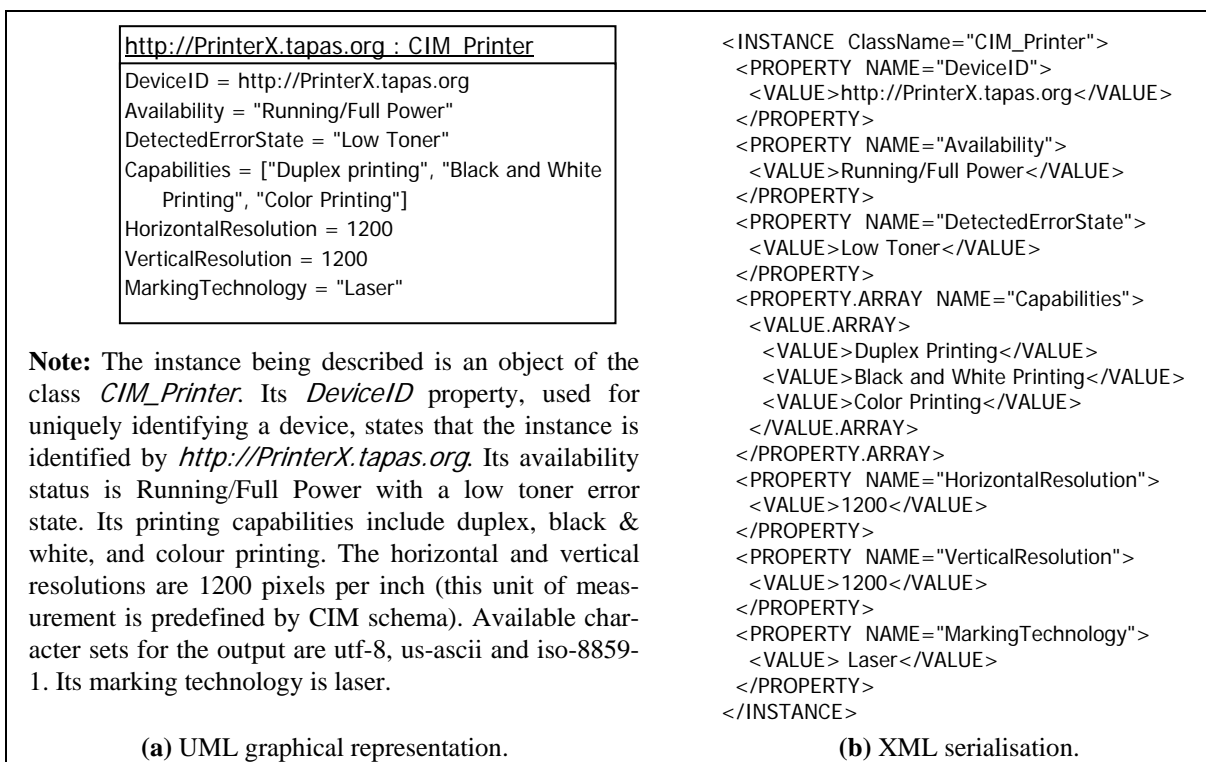 http://PrinterX.tapas.org : CIM_Printer
DeviceID = http://PrinterX.tapas.org
Availability = "Running/Full Power"
DetectedErrorState = "Low Toner"
Capabilities = ["Duplex printing", "Black and White
Printing", "Color Printing"]
HorizontalResolution = 1200
VerticalResolution = 1200
MarkingTechnology = "Laser"
Note: The instance being described is an object of the
class CIM_Printer. Its DeviceID property, used for
uniquely identifying a device, states that the instance is
identified by http://PrinterX.tapas.org. Its availability
status is Running/Full Power with a low toner error
state. Its printing capabilities include duplex, black &
white, and colour printing. The horizontal and vertical
resolutions are 1200 pixels per inch (this unit of meas-
urement is predefined by CIM schema). Available char-
acter sets for the output are utf-8, us-ascii and iso-8859-
1. Its marking technology is laser.
(a) UML graphical representation.
<INSTANCE ClassName="CIM_Printer">
<PROPERTY NAME="DeviceID">
<VALUE>http://PrinterX.tapas.org</VALUE>
</PROPERTY>
<PROPERTY NAME="Availability">
<VALUE>Running/Full Power</VALUE>
</PROPERTY>
<PROPERTY NAME="DetectedErrorState">
<VALUE>Low Toner</VALUE>
</PROPERTY>
<PROPERTY.ARRAY NAME="Capabilities">
<VALUE.ARRAY>
<VALUE>Duplex Printing</VALUE>
<VALUE>Black and White Printing</VALUE>
<VALUE>Color Printing</VALUE>
</VALUE.ARRAY>
</PROPERTY.ARRAY>
<PROPERTY NAME="HorizontalResolution">
<VALUE>1200</VALUE>
</PROPERTY>
<PROPERTY NAME="VerticalResolution">
<VALUE>1200</VALUE>
</PROPERTY>
<PROPERTY NAME="MarkingTechnology">
<VALUE> Laser</VALUE>
</PROPERTY>
</INSTANCE>
(b) XML serialisation.